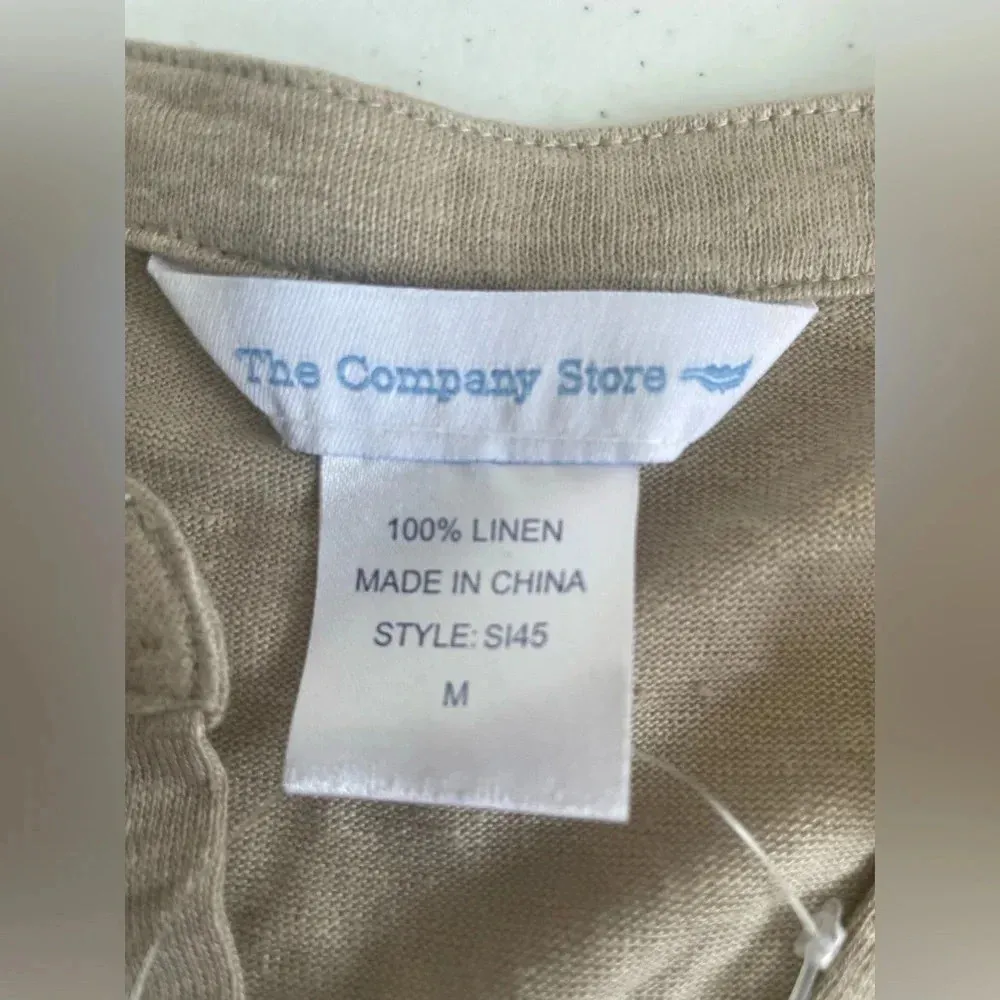 The Company Store
100% LINEN
MADE IN CHINA
STYLE: SI45
M